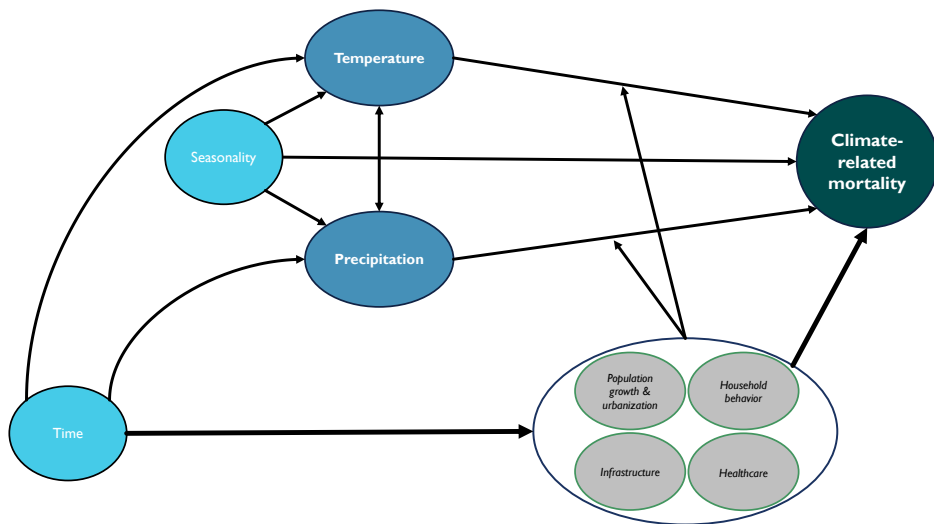 Temperature
Seasonality
Climate-
related
mortality
Precipitation
Population
growth &
urbanization
Household
behavior
Time
Infrastructure
Healthcare